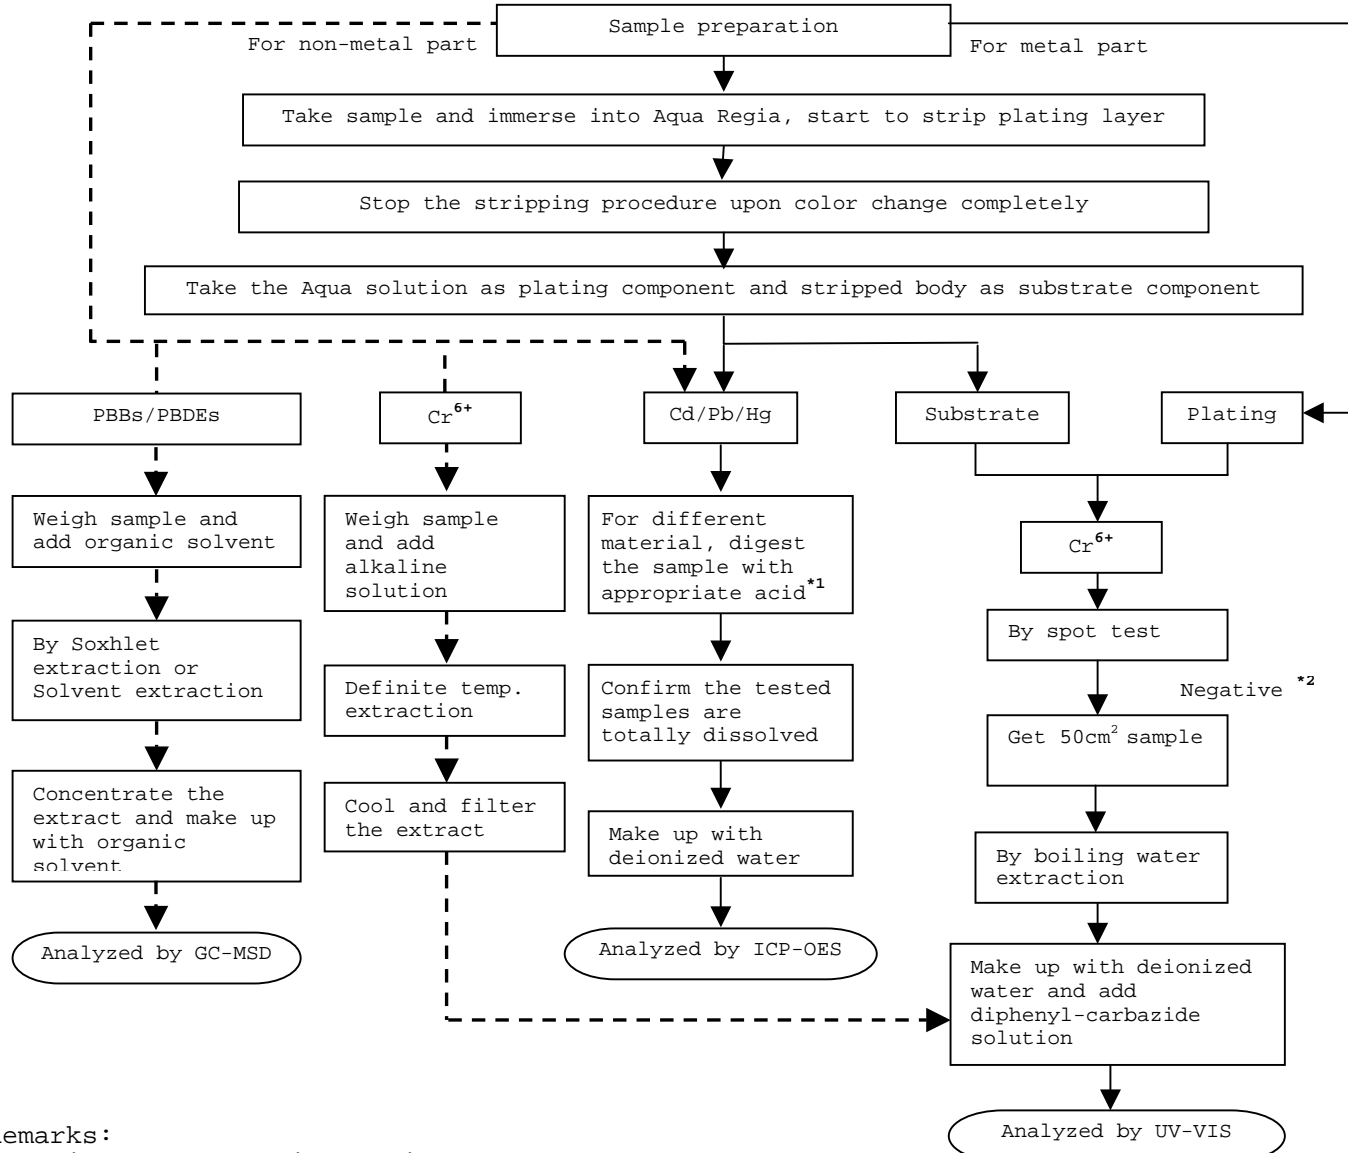 Sample preparation
For non-metal part
For metal part
Take sample and immerse into Aqua Regia, start to strip plating layer
Stop the stripping procedure upon color change completely
Take the Aqua solution as plating component and stripped body as substrate component
PBBs/PBDEs
Cr6+
Cd/Pb/Hg
Substrate
Plating
Weigh sample and
add organic solvent
By Soxhlet
extraction or
Solvent extraction
Concentrate the
extract and make up
with organic
solvent
Analyzed by GC-MSD
Weigh sample
and add
alkaline
solution
Definite temp.
extraction
Cool and filter
the extract
For different
material, digest
the sample with
appropriate acid*1
Confirm the tested
samples are
totally dissolved
Make up with
deionized water
Analyzed by ICP-OES
Cr6+
By spot test
Negative *2
Get 50cm2 sample
By boiling water
extraction
Make up with deionized
water and add
diphenyl-carbazide
solution
Analyzed by UV-VIS
emarks: